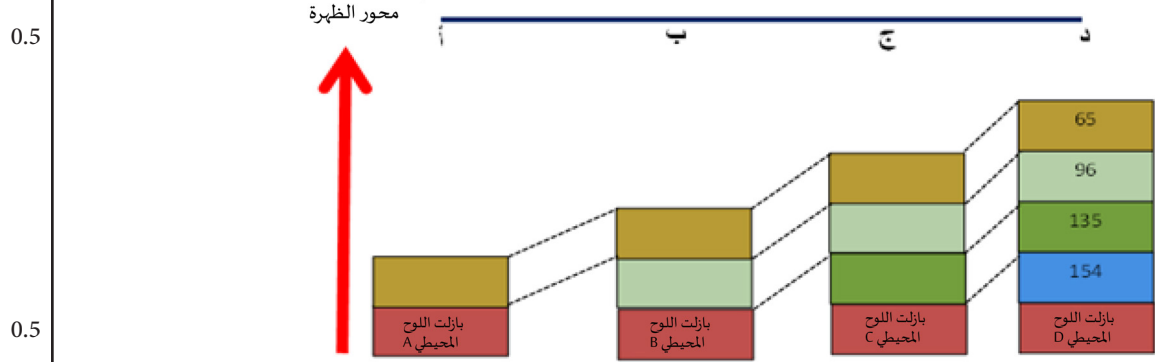 0.5
محور الظهرة
أ ب ج د
65
96
135
154
بازلت اللوح
المحيطي A
بازلت اللوح
المحيطي B
بازلت اللوح
المحيطي C
بازلت اللوح
المحيطي D
0.5